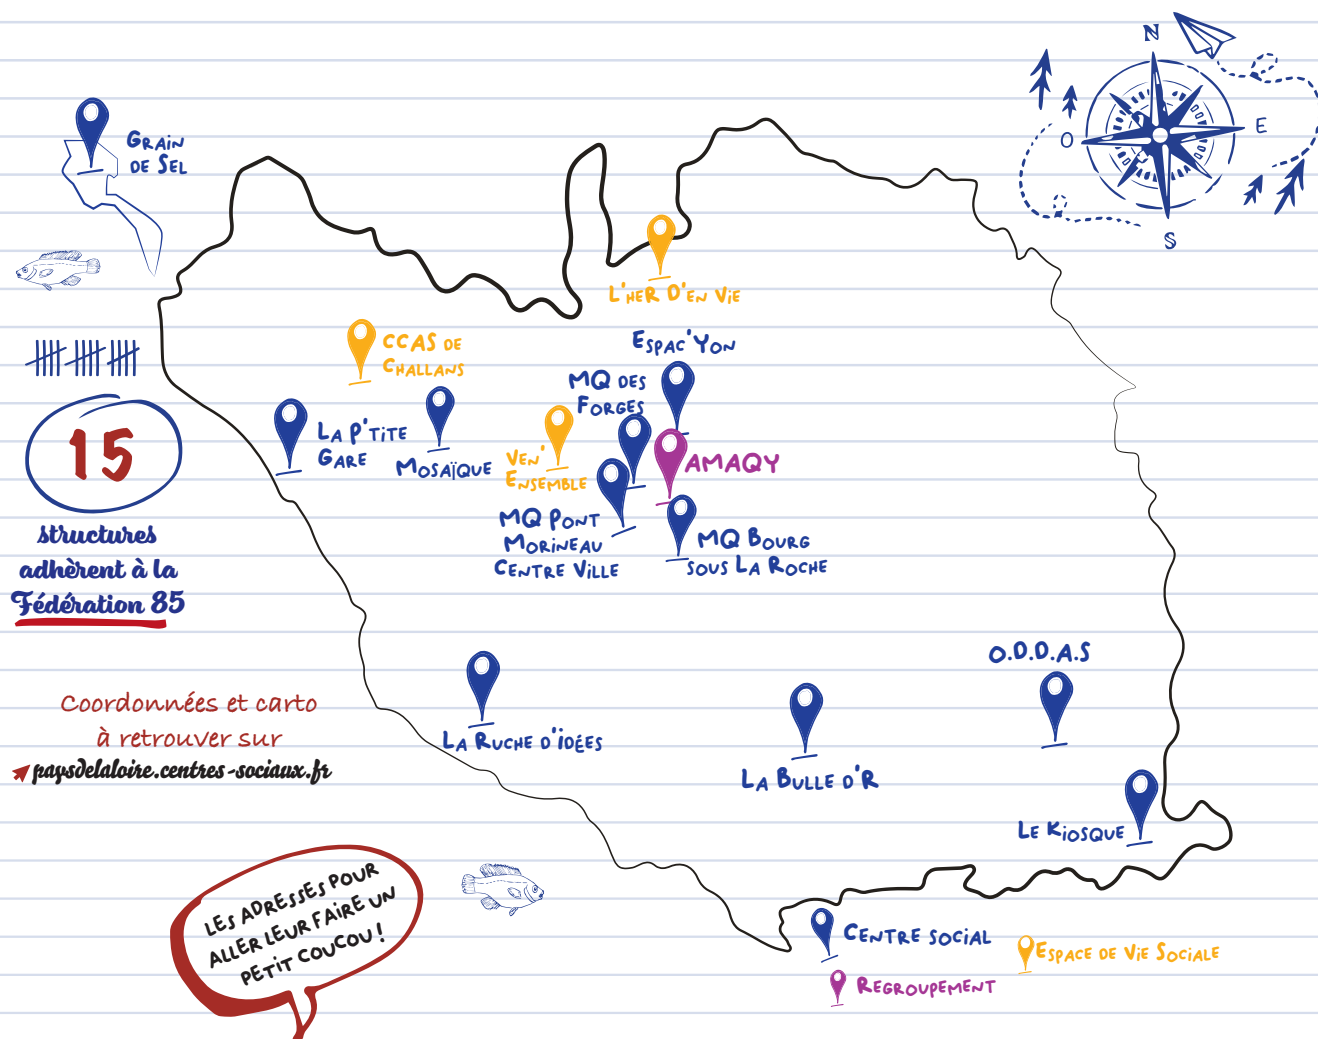 N
E
O
S
Grain
de Sel
L'Her d'en Vie
CCAS de
Challans
Espac'Yon
MQ des
Forges
La P'tite
Gare
Mosaïque
Ven'
Ensemble
AMAQY
MQ Pont
Morineau
Centre Ville
MQ Bourg
sous La Roche
15
structures
adhèrent à la
Fédération 85
O.D.D.A.S
La Ruche d'idées
La Bulle d'R
Le Kiosque
Coordonnées et carto
à retrouver sur
paysdelaloire.centres-sociaux.fr
Les adresses pour
aller leur faire un
petit coucou !
Centre social
Espace de Vie Sociale
Regroupement